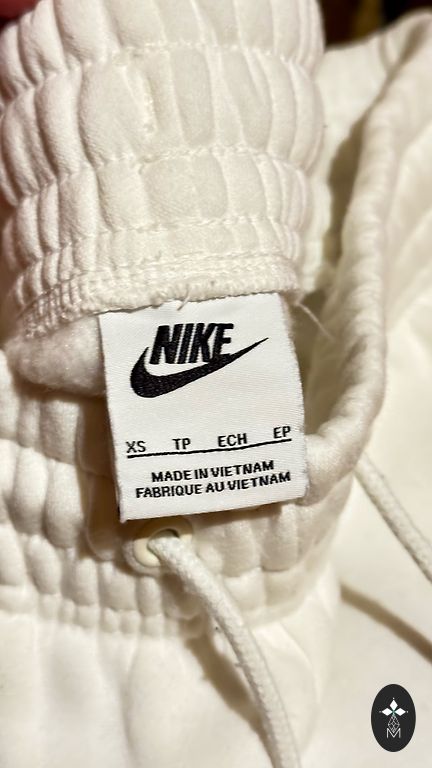 NIKE
XS TP ECH EP
MADE IN VIETNAM
FABRIQUE AU VIETNAM
M